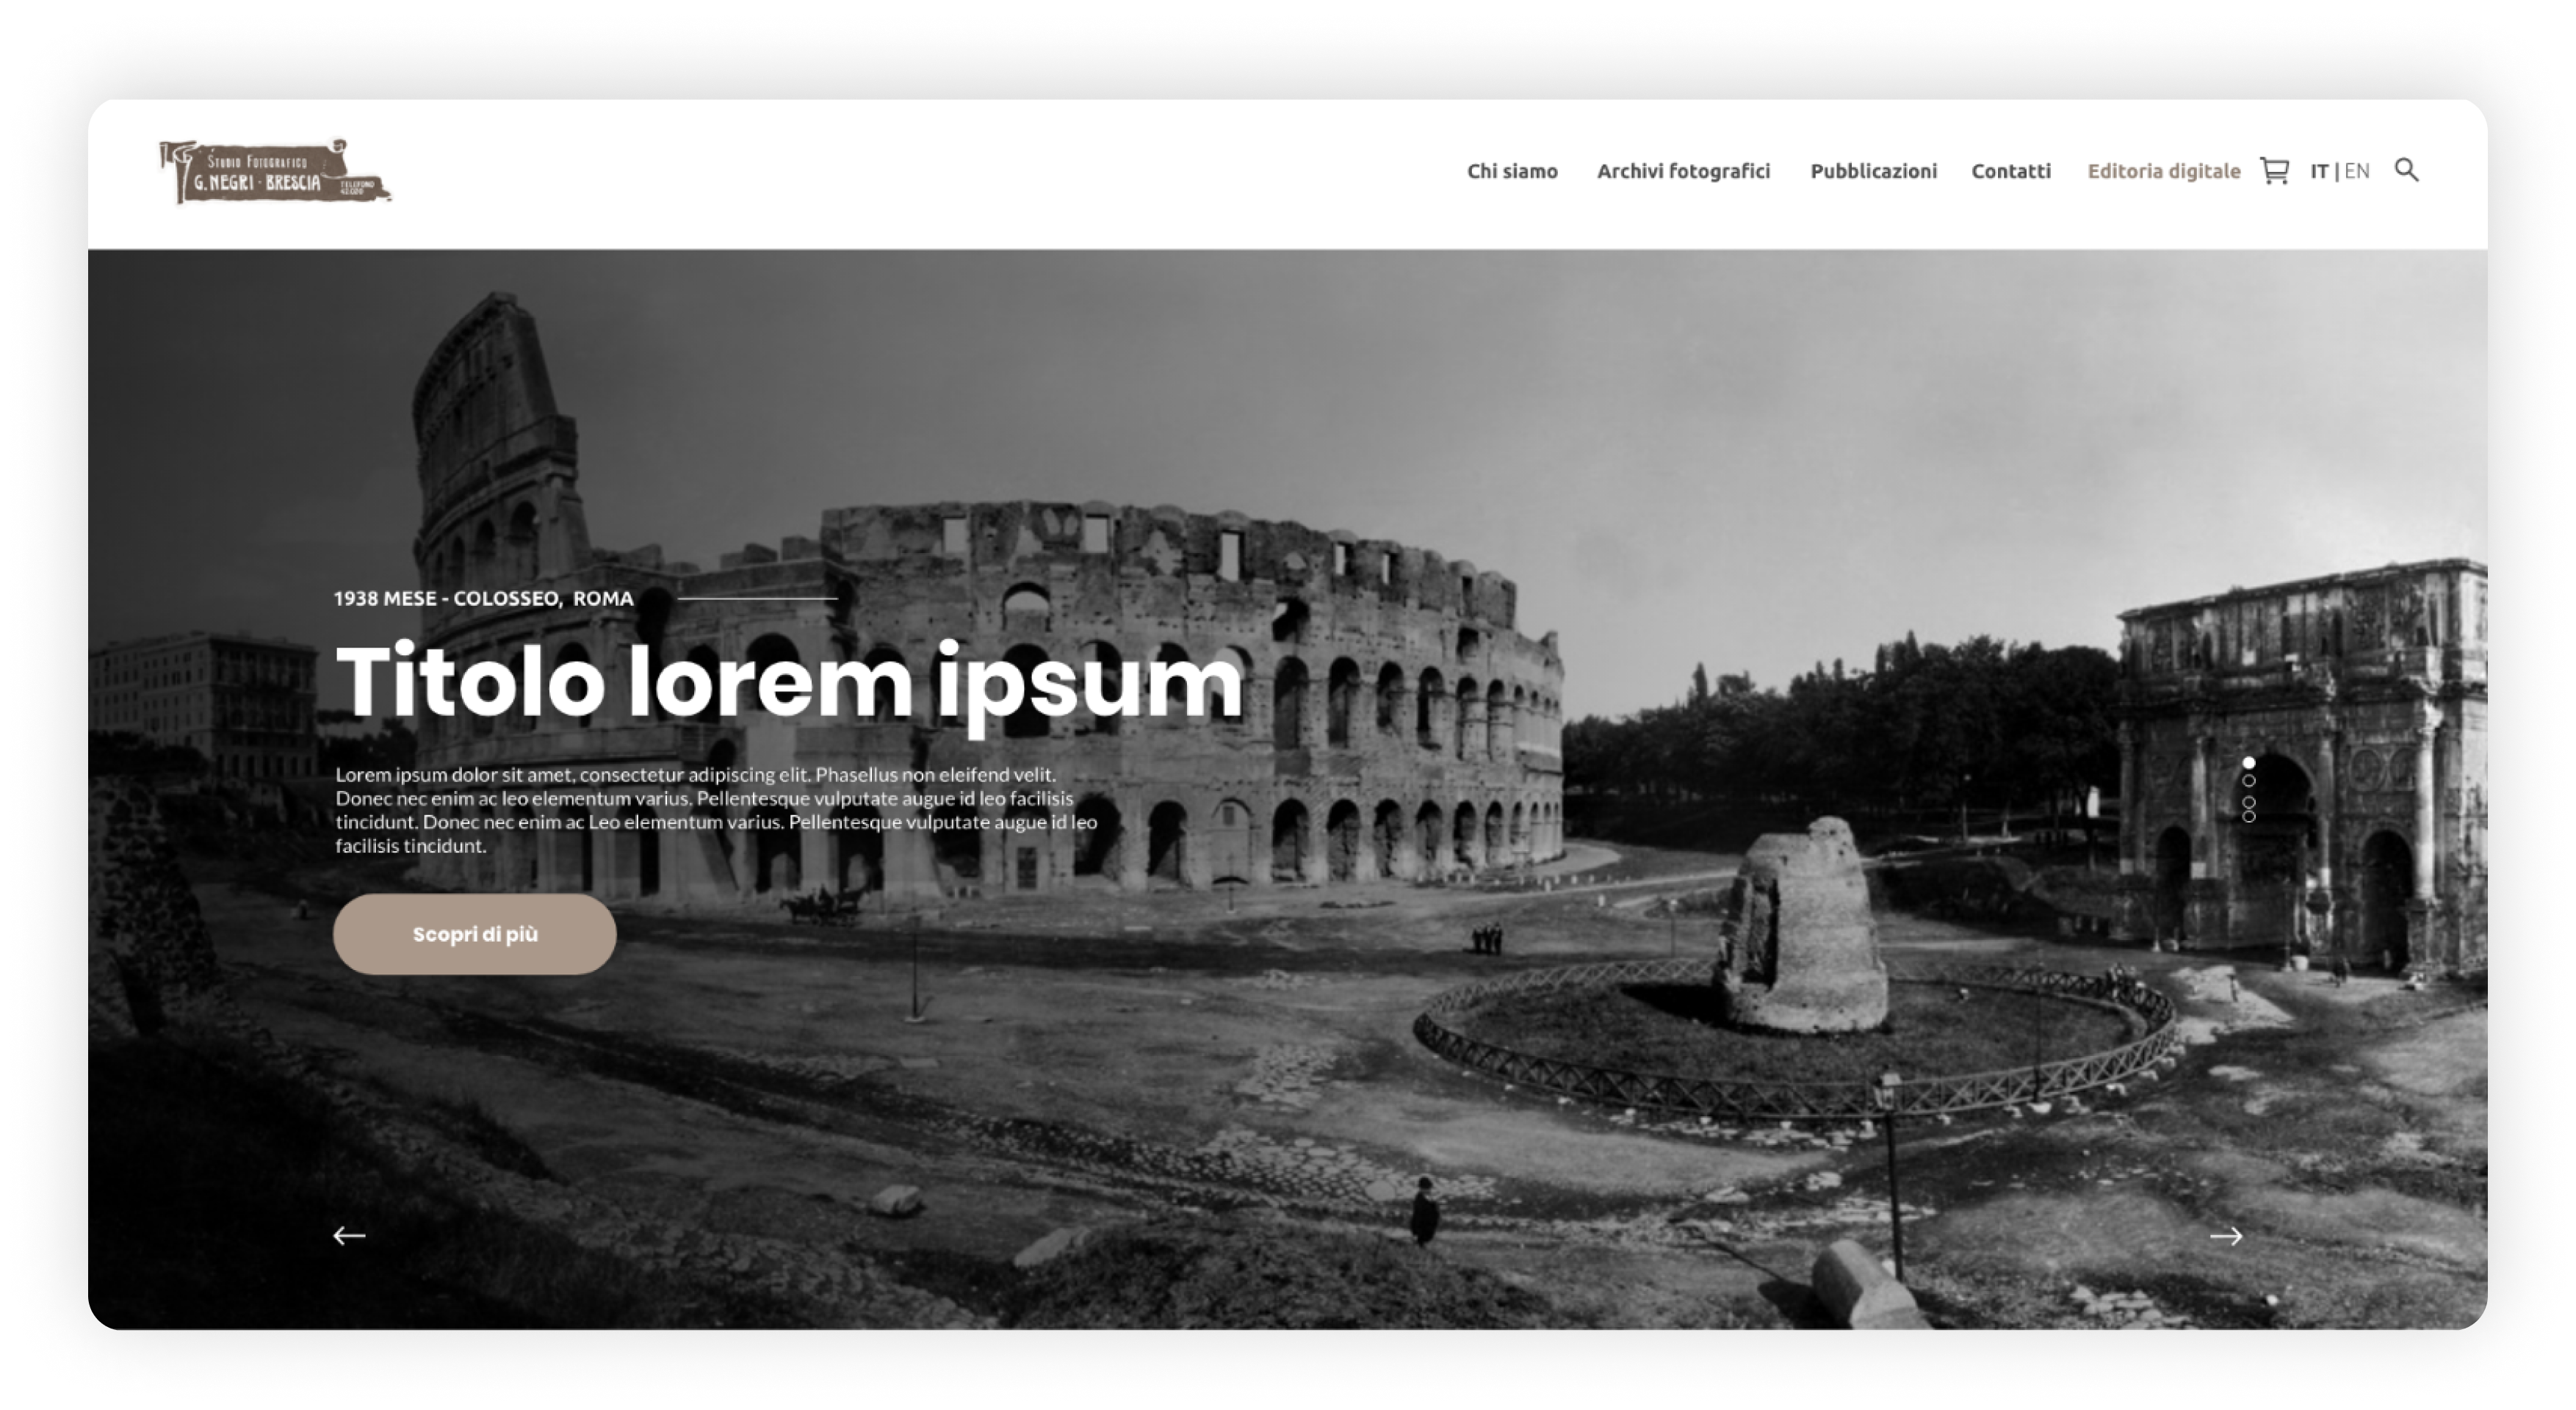 STUDIO FOTOGRAFICO
G. NEGRI · BRESCIA
TELEFONO
Chi siamo Archivi fotografici Pubblicazioni Contatti Editoria digitale IT | EN
1938 MESE - COLOSSEO, ROMA
Titolo lorem ipsum
Lorem ipsum dolor sit amet, consectetur adipiscing elit. Phasellus non eleifend velit.
Donec nec enim ac leo elementum varius. Pellentesque vulputate augue id leo facilisis
tincidunt. Donec nec enim ac Leo elementum varius. Pellentesque vulputate augue id leo
facilisis tincidunt.
Scopri di più